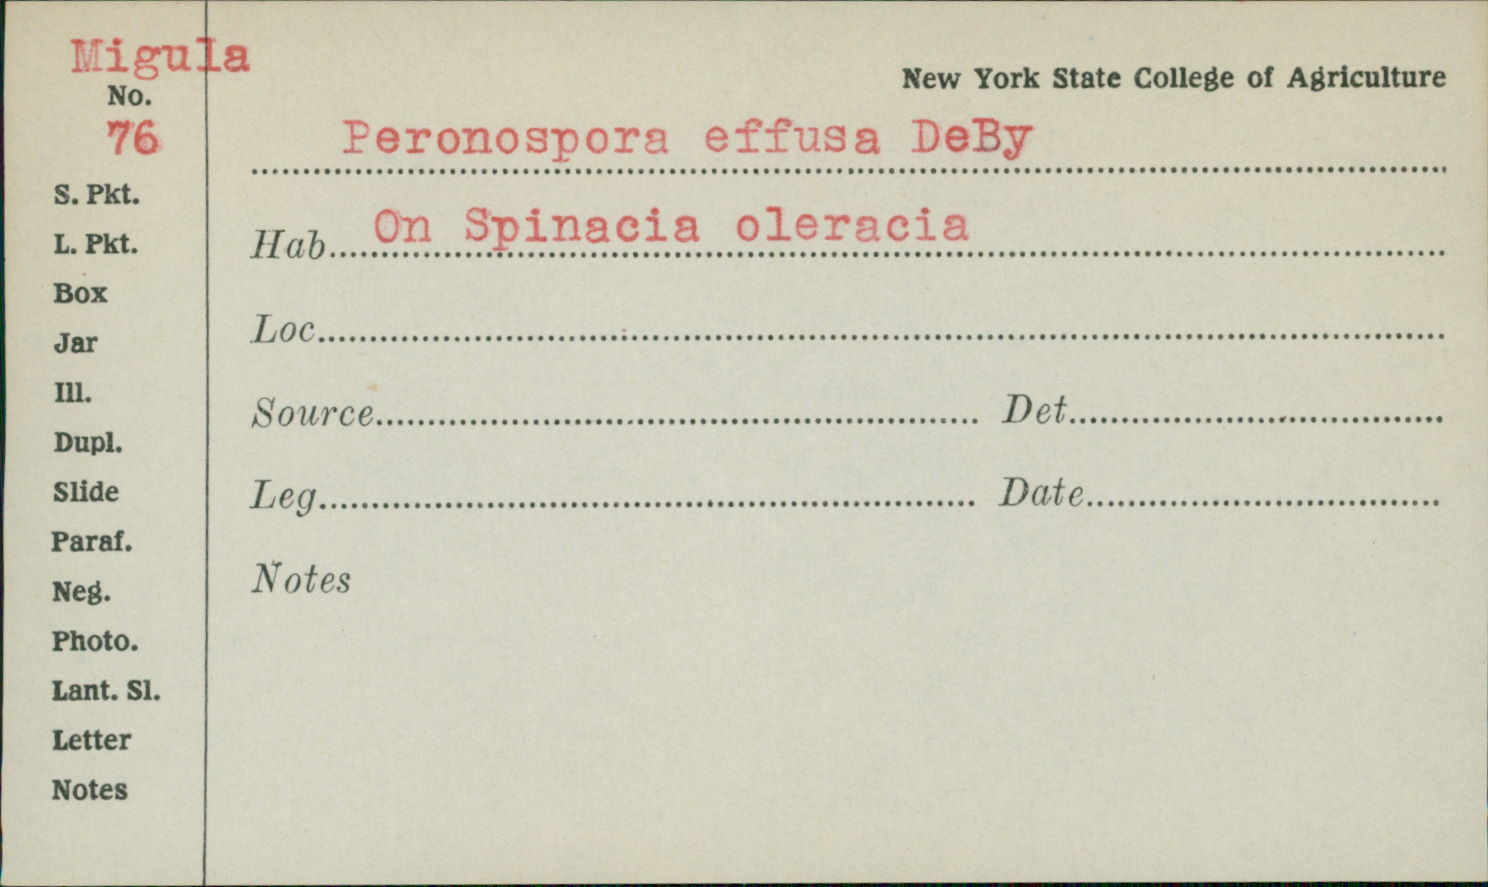 Migula
New York State College of Agriculture
No.
76
Peronospora effusa DeBy
S. Pkt.
Hab. On Spinacia oleracia
L. Pkt.
Box
Loc.
Jar
Ill.
Source Det.
Dupl.
Slide
Leg. Date
Paraf.
Notes
Neg.
Photo.
Lant. Sl.
Letter
Notes